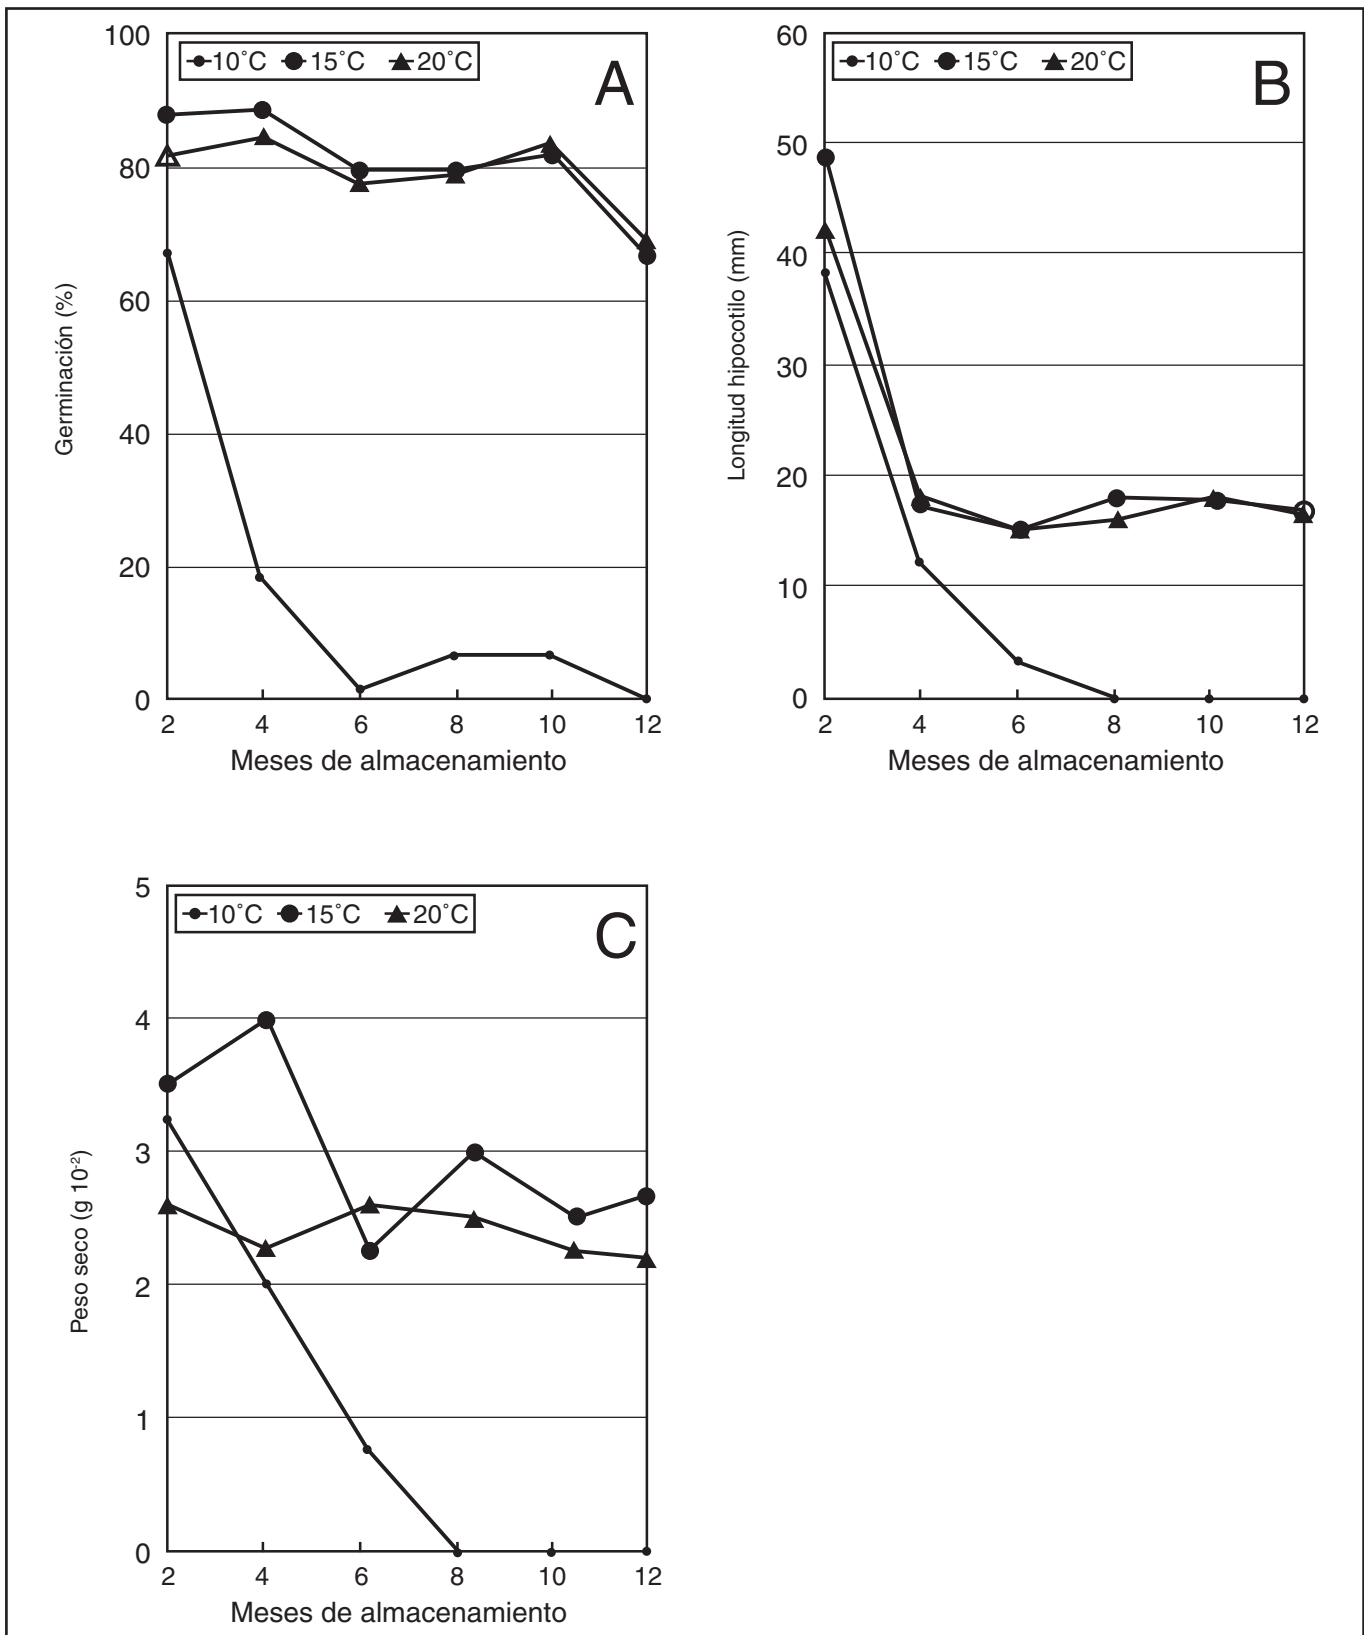 100
80
60
40
20
0
10˚C 15˚C 20˚C
A
Germinación (%)
2 4 6 8 10 12
Meses de almacenamiento
60
50
40
30
20
10
0
10˚C 15˚C 20˚C
B
Longitud hipocotilo (mm)
2 4 6 8 10 12
Meses de almacenamiento
5
4
3
2
1
0
10˚C 15˚C 20˚C
C
Peso seco (g 10⁻²)
2 4 6 8 10 12
Meses de almacenamiento